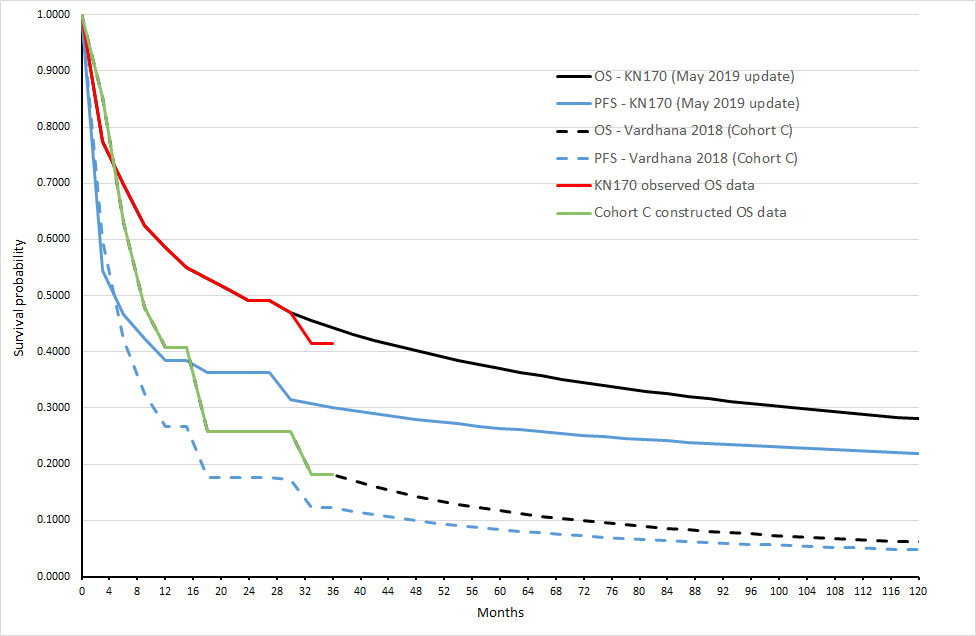 1.0000
0.9000
0.8000
0.7000
0.6000
0.5000
0.4000
0.3000
0.2000
0.1000
0.0000
Survival probability
OS - KN170 (May 2019 update)
PFS - KN170 (May 2019 update)
OS - Vardhana 2018 (Cohort C)
PFS - Vardhana 2018 (Cohort C)
KN170 observed OS data
Cohort C constructed OS data
0 4 8 12 16 20 24 28 32 36 40 44 48 52 56 60 64 68 72 76 80 84 88 92 96 100 104 108 112 116 120
Months